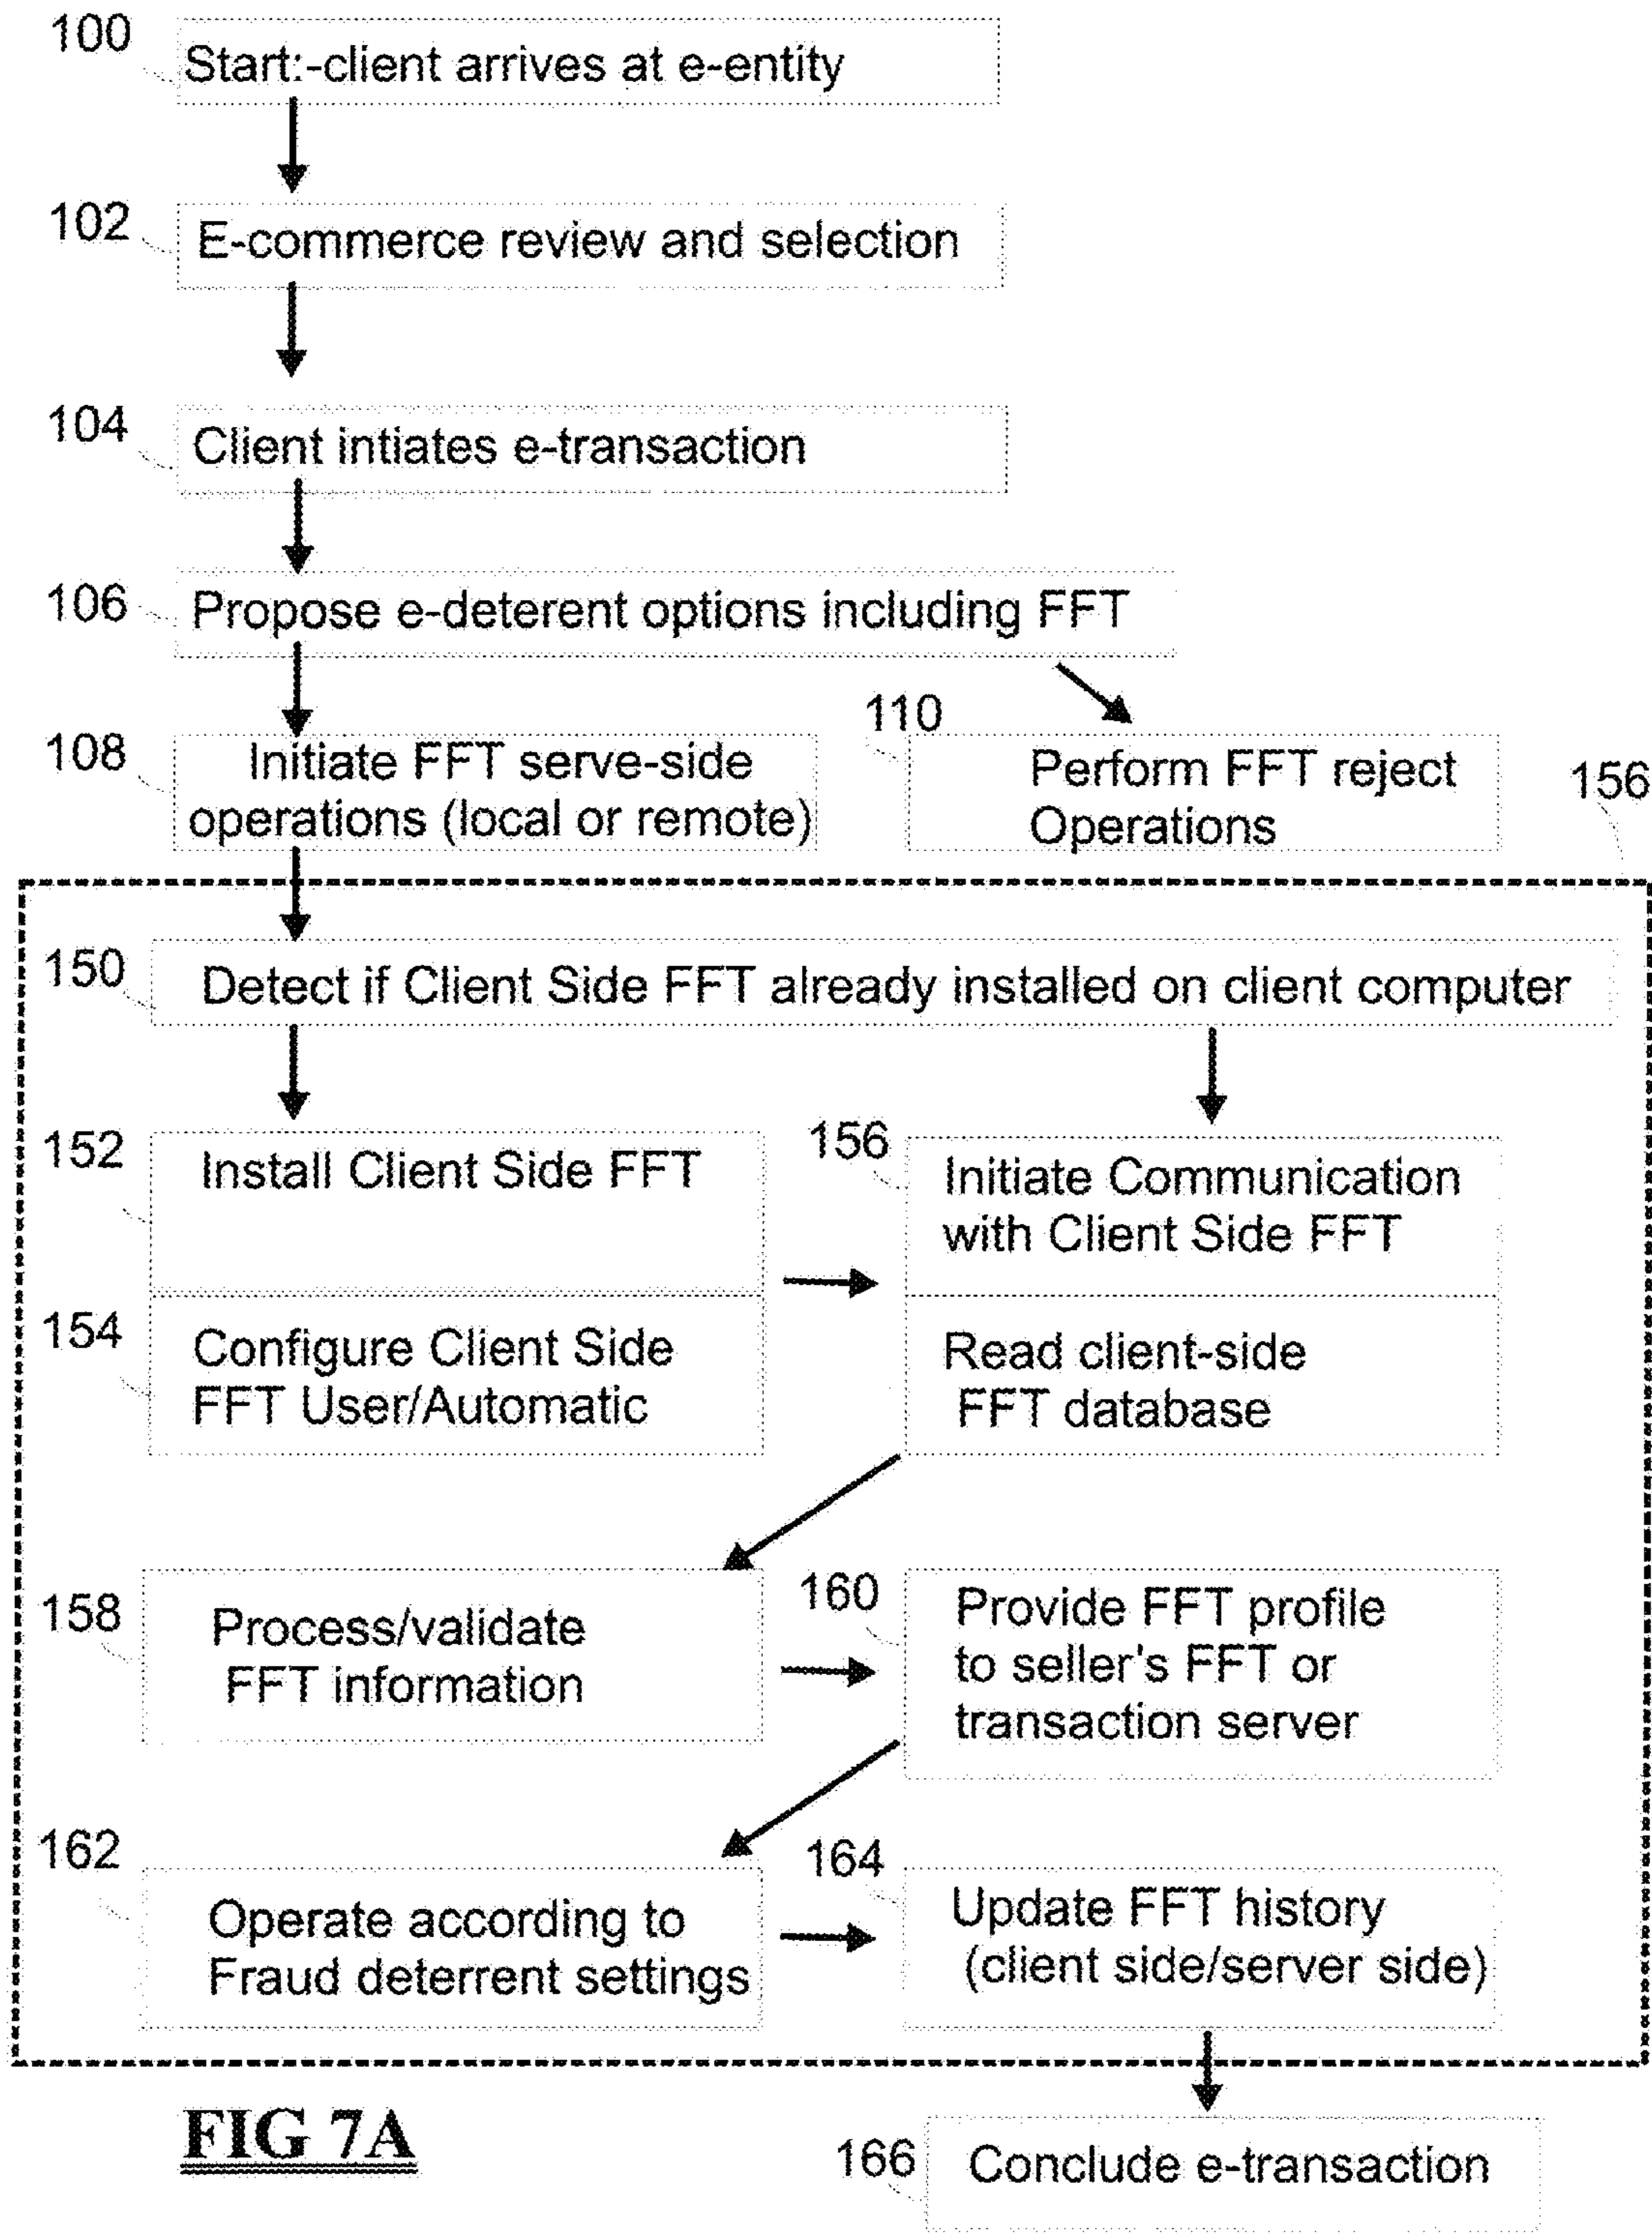 100
Start:-client arrives at e-entity
102
E-commerce review and selection
104
Client intiates e-transaction
106
Propose e-deterent options including FFT
108
Initiate FFT serve-side
operations (local or remote)
110
Perform FFT reject
Operations
156
150
Detect if Client Side FFT already installed on client computer
152
Install Client Side FFT
156
Initiate Communication
with Client Side FFT
154
Configure Client Side
FFT User/Automatic
Read client-side
FFT database
158
Process/validate
FFT information
160
Provide FFT profile
to seller's FFT or
transaction server
162
Operate according to
Fraud deterrent settings
164
Update FFT history
(client side/server side)
FIG 7A
166
Conclude e-transaction